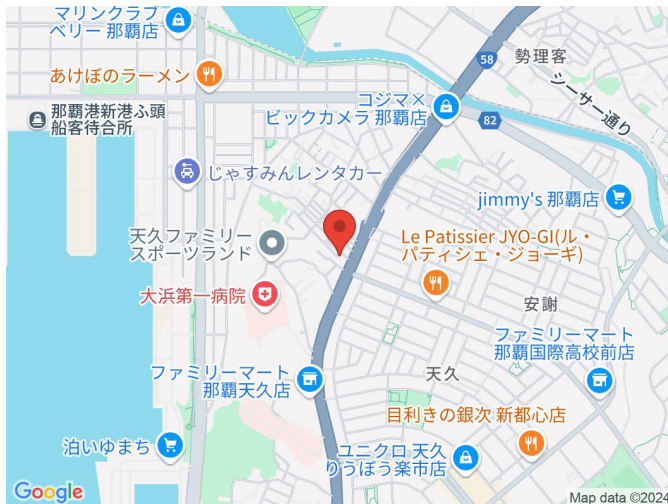 マリンクラブ
ベリー 那覇店
あけぼのラーメン
那覇港新港ふ頭
船客待合所
58
勢理客
シーサー通り
コジマ×
ビックカメラ 那覇店
82
じゃすみんレンタカー
jimmy's 那覇店
天久ファミリー
スポーツランド
Le Patissier JYO-GI(ル・
パティシェ・ジョーギ)
大浜第一病院
安謝
ファミリーマート
那覇国際高校前店
ファミリーマート
那覇天久店
天久
目利きの銀次 新都心店
泊いゆまち
ユニクロ 天久
りうぼう楽市店
Google
Map data ©2024